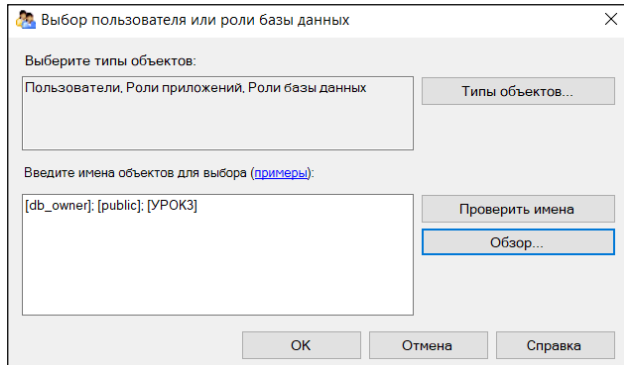 Выбор пользователя или роли базы данных
Выберите типы объектов:
Пользователи, Роли приложений, Роли базы данных
Типы объектов...
Введите имена объектов для выбора (примеры):
[db_owner]; [public]; [УРОК3]
Проверить имена
Обзор...
ОК
Отмена
Справка